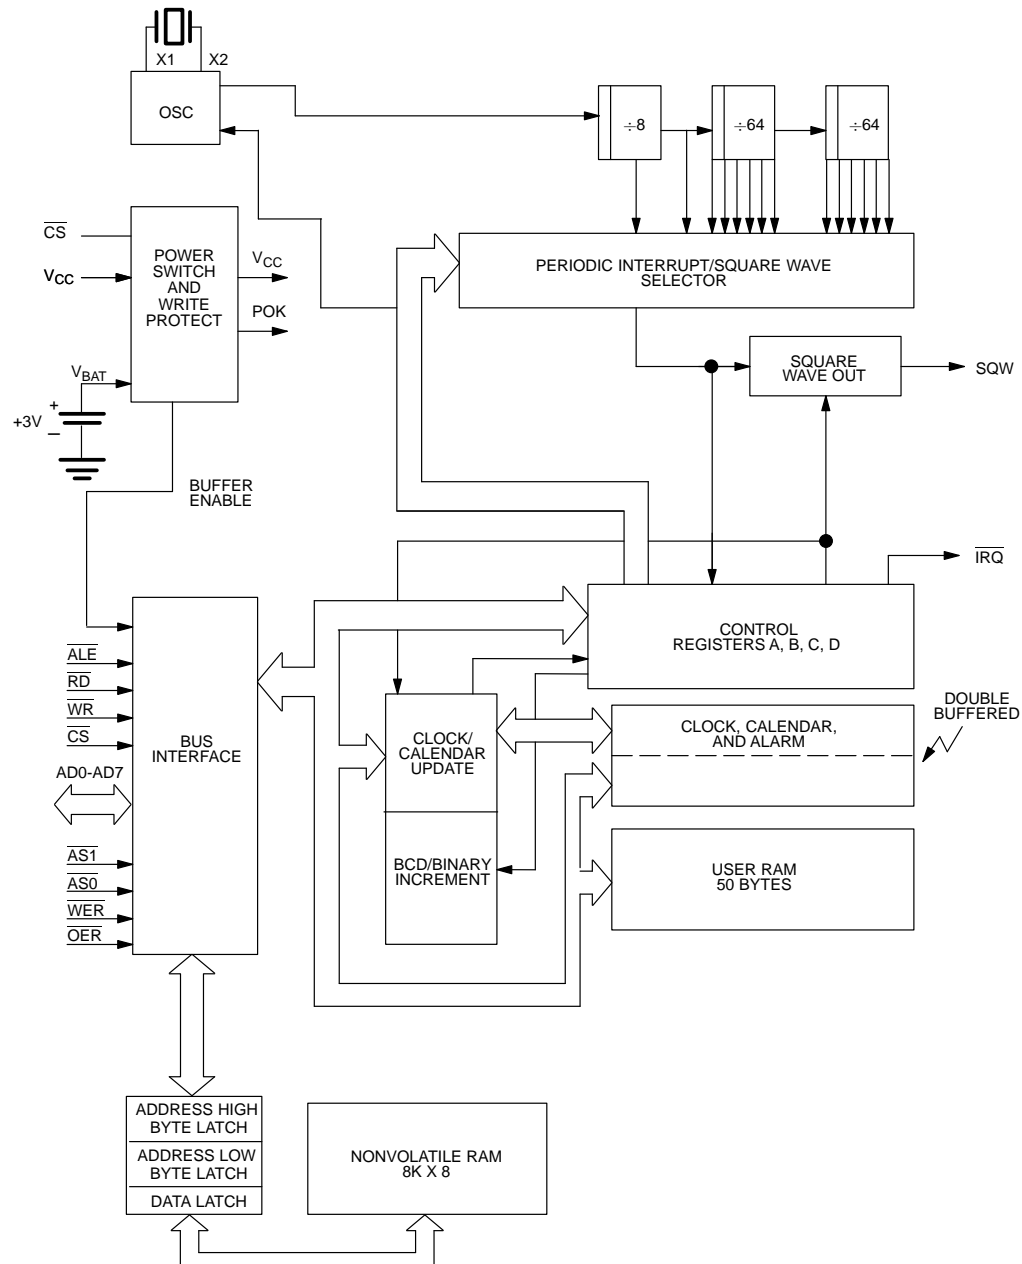 X1 X2
OSC
÷8
÷64
÷64
CS
VCC
POWER
SWITCH
AND
WRITE
PROTECT
VCC
POK
VBAT
+
+3V
–
PERIODIC INTERRUPT/SQUARE WAVE
SELECTOR
SQUARE
WAVE OUT
SQW
BUFFER
ENABLE
IRQ
CONTROL
REGISTERS A, B, C, D
ALE
RD
WR
CS
AD0-AD7
AS1
AS0
WER
OER
BUS
INTERFACE
CLOCK/
CALENDAR
UPDATE
BCD/BINARY
INCREMENT
CLOCK, CALENDAR,
AND ALARM
DOUBLE
BUFFERED
USER RAM
50 BYTES
ADDRESS HIGH
BYTE LATCH
ADDRESS LOW
BYTE LATCH
DATA LATCH
NONVOLATILE RAM
8K X 8